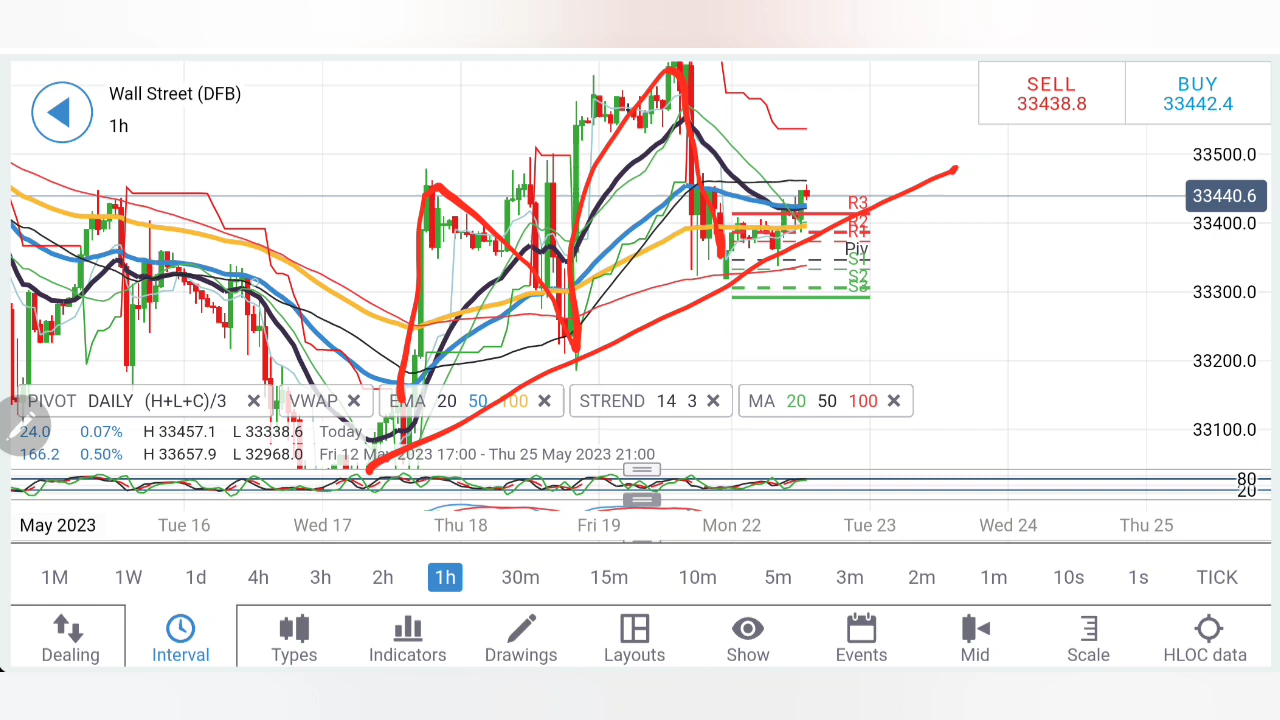 Wall Street (DFB)
1h
SELL
33438.8
BUY
33442.4
33500.0
33440.6
33400.0
33300.0
33200.0
33100.0
R3
R2
R1
Piv
S1
S2
S3
PIVOT DAILY (H+L+C)/3 VWAP EMA 20 50 100 STREND 14 3 MA 20 50 100
24.0 0.07% H 33457.1 L 33338.6 Today
166.2 0.50% H 33657.9 L 32968.0 Fri 12 May 2023 17:00 - Thu 25 May 2023 21:00
80
20
May 2023 Tue 16 Wed 17 Thu 18 Fri 19 Mon 22 Tue 23 Wed 24 Thu 25
1M 1W 1d 4h 3h 2h 1h 30m 15m 10m 5m 3m 2m 1m 10s 1s TICK
Dealing Interval Types Indicators Drawings Layouts Show Events Mid Scale HLOC data